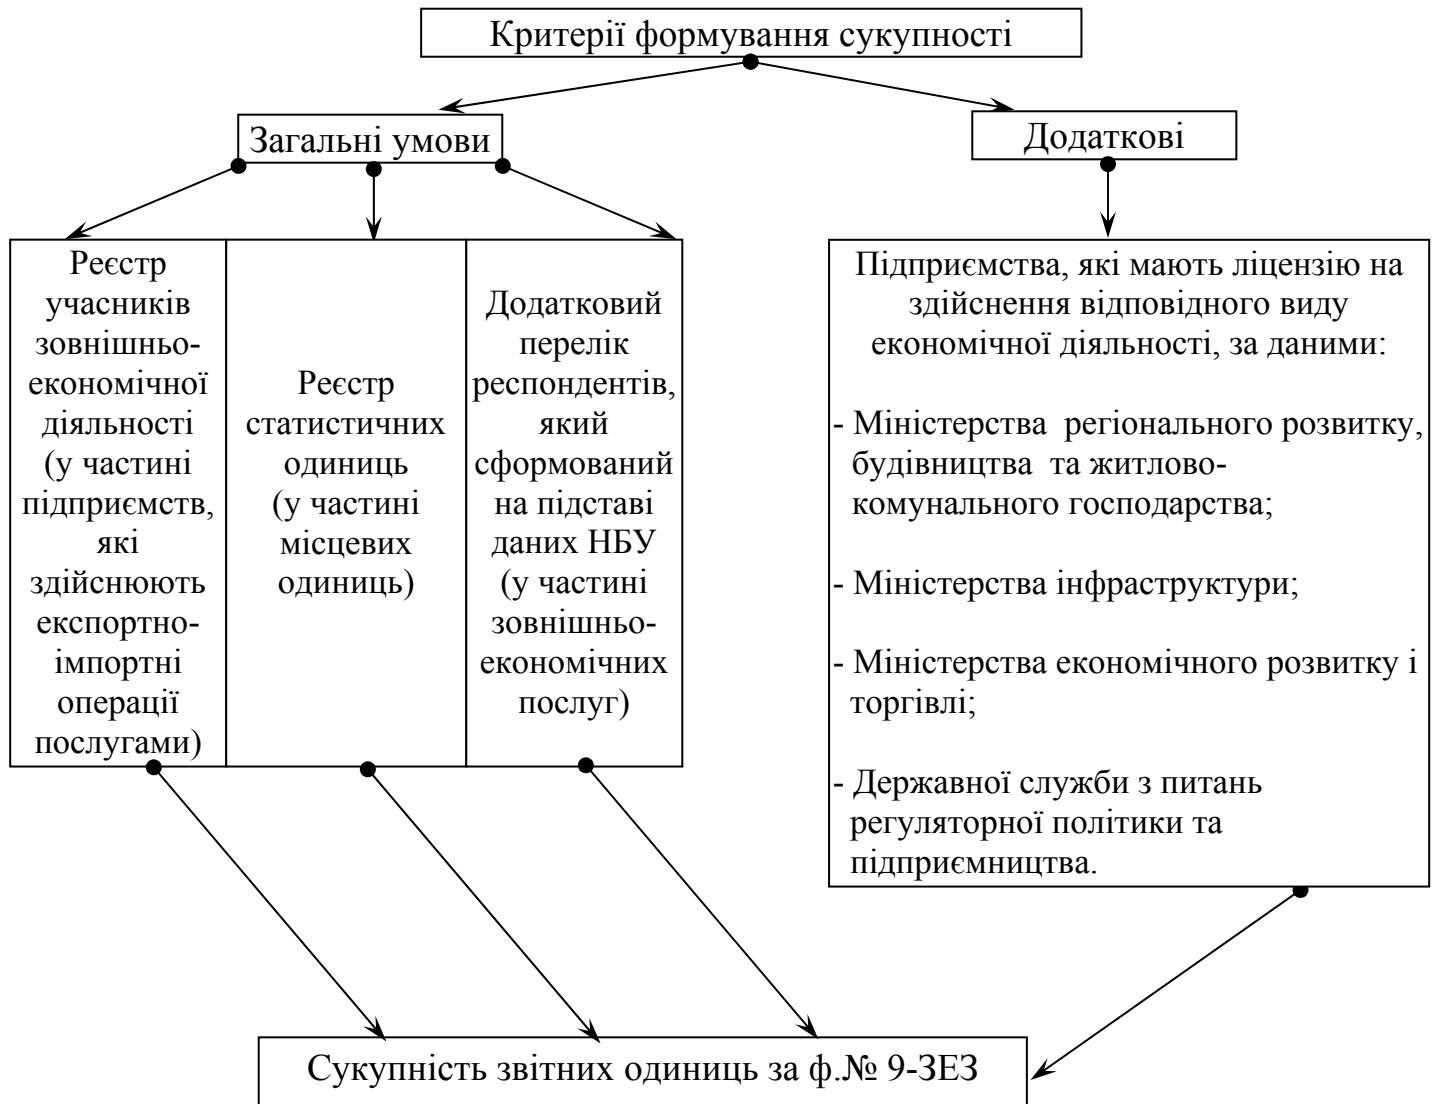 Критерії формування сукупності
Загальні умови
Додаткові
Реєстр
учасників
зовнішньо-
економічної
діяльності
(у частині
підприємств,
які
здійснюють
експортно-
імпортні
операції
послугами)
Реєстр
статистичних
одиниць
(у частині
місцевих
одиниць)
Додатковий
перелік
респондентів,
який
сформований
на підставі
даних НБУ
(у частині
зовнішньо-
економічних
послуг)
Підприємства, які мають ліцензію на
здійснення відповідного виду
економічної діяльності, за даними:
- Міністерства регіонального розвитку,
будівництва та житлово-
комунального господарства;
- Міністерства інфраструктури;
- Міністерства економічного розвитку і
торгівлі;
- Державної служби з питань
регуляторної політики та
підприємництва.
Сукупність звітних одиниць за ф.№ 9-ЗЕЗ